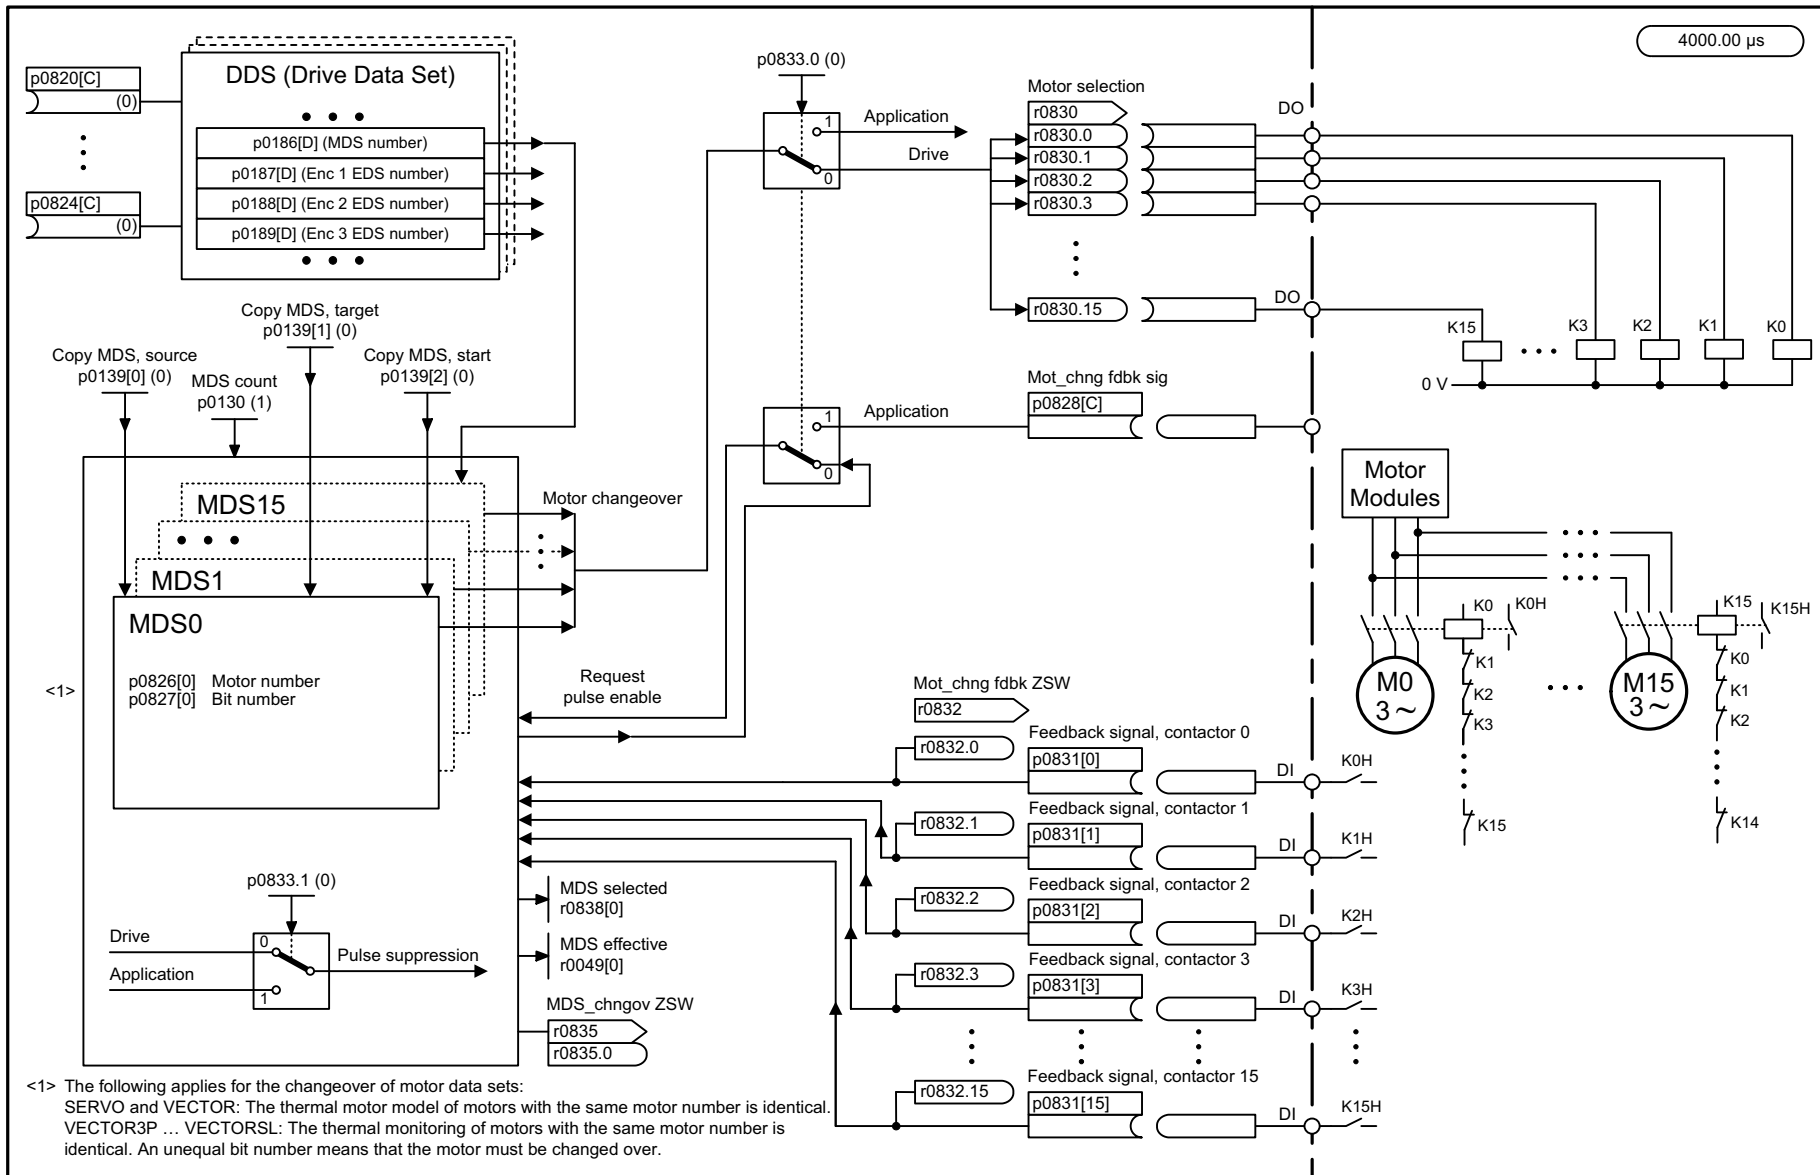 4000.00 µs
p0820[C]
(0)
p0824[C]
(0)
DDS (Drive Data Set)
p0186[D] (MDS number)
p0187[D] (Enc 1 EDS number)
p0188[D] (Enc 2 EDS number)
p0189[D] (Enc 3 EDS number)
p0833.0 (0)
1
0
Application
Drive
Motor selection
r0830
r0830.0
r0830.1
r0830.2
r0830.3
r0830.15
DO
DO
K15
K3
K2
K1
K0
0 V
Copy MDS, target
p0139[1] (0)
Copy MDS, source
p0139[0] (0)
MDS count
p0130 (1)
Copy MDS, start
p0139[2] (0)
1
0
Application
Mot_chng fdbk sig
p0828[C]
MDS15
MDS1
MDS0
p0826[0] Motor number
p0827[0] Bit number
<1>
Motor changeover
Request
pulse enable
Motor
Modules
K0
K0H
K1
K2
K3
K15
M0
3 ~
M15
3 ~
K15
K15H
K0
K1
K2
K14
Mot_chng fdbk ZSW
r0832
r0832.0
Feedback signal, contactor 0
p0831[0]
DI
K0H
r0832.1
Feedback signal, contactor 1
p0831[1]
DI
K1H
r0832.2
Feedback signal, contactor 2
p0831[2]
DI
K2H
r0832.3
Feedback signal, contactor 3
p0831[3]
DI
K3H
r0832.15
Feedback signal, contactor 15
p0831[15]
DI
K15H
p0833.1 (0)
Drive
Application
0
1
Pulse suppression
MDS selected
r0838[0]
MDS effective
r0049[0]
MDS_chngov ZSW
r0835
r0835.0
<1> The following applies for the changeover of motor data sets:
SERVO and VECTOR: The thermal motor model of motors with the same motor number is identical.
VECTOR3P … VECTORSL: The thermal monitoring of motors with the same motor number is
identical. An unequal bit number means that the motor must be changed over.